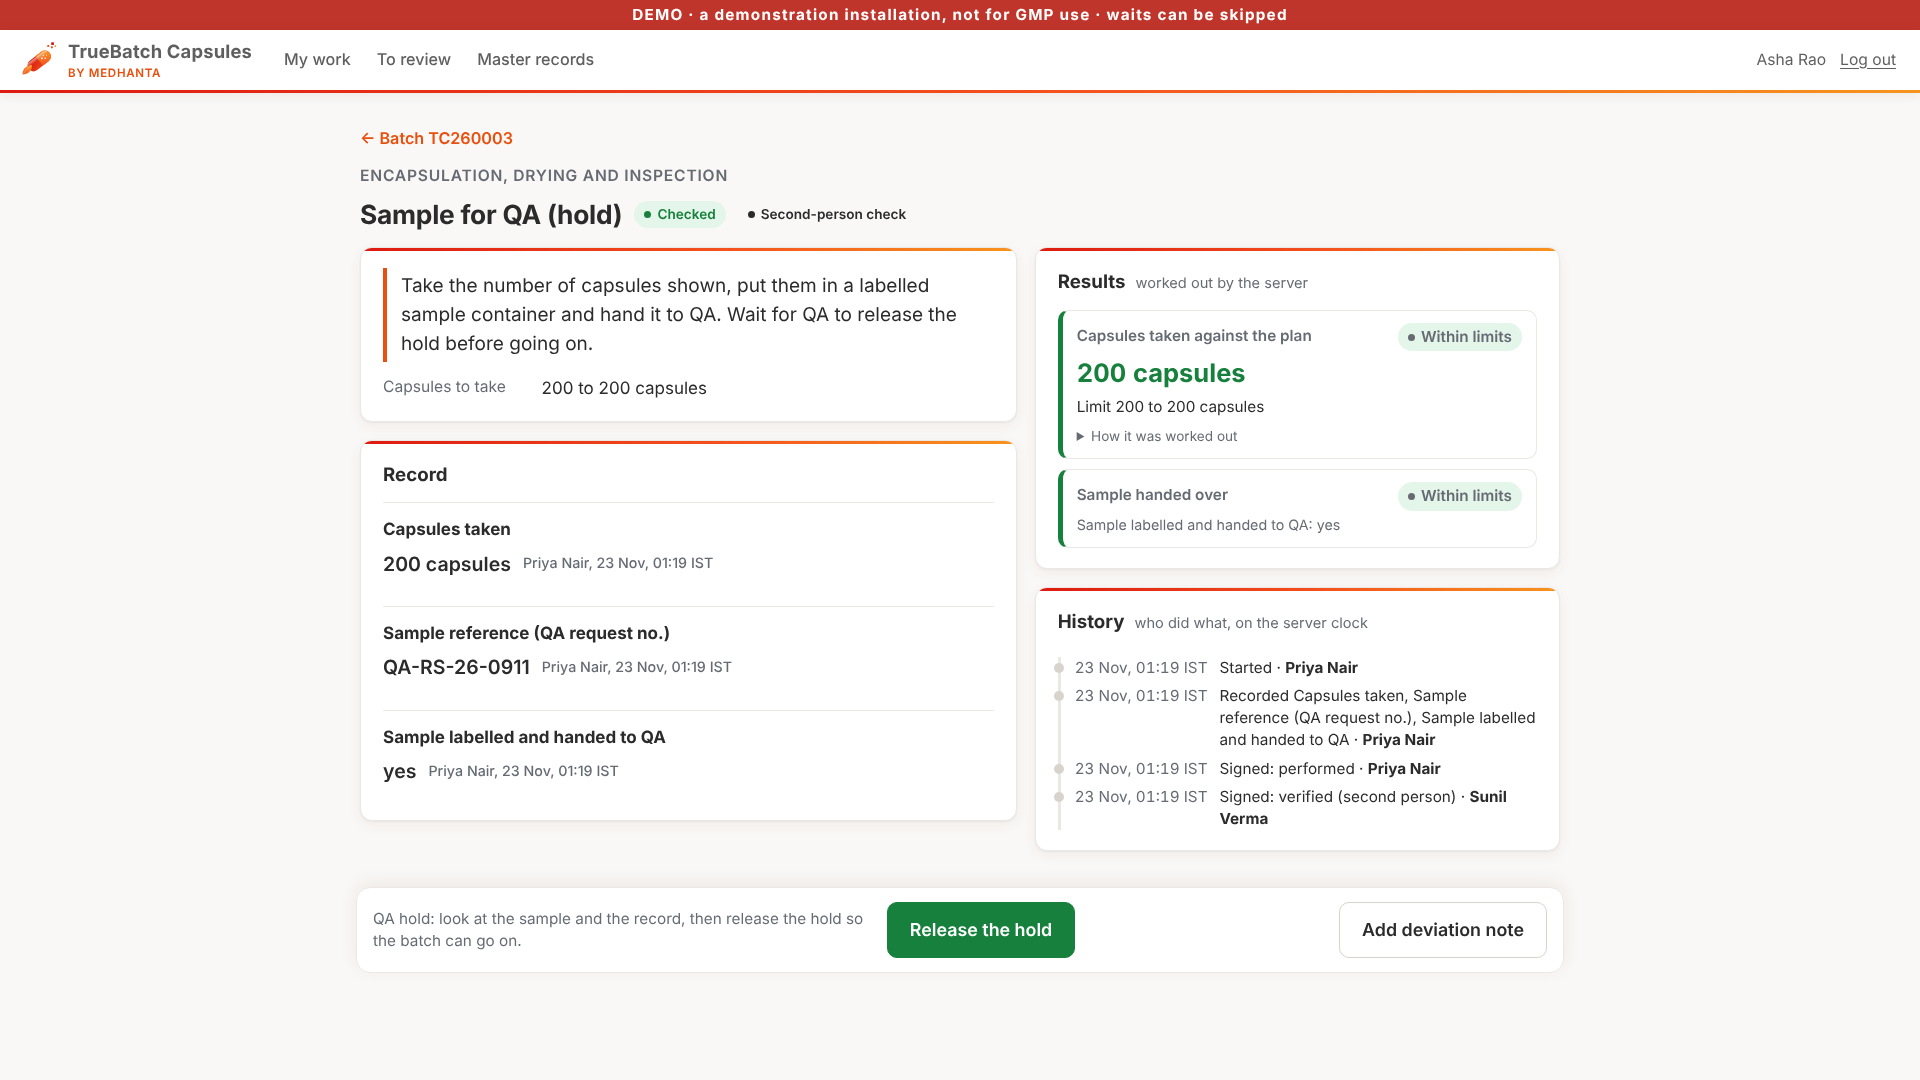 DEMO · a demonstration installation, not for GMP use · waits can be skipped
TrueBatch Capsules
BY MEDHANTA
My work
To review
Master records
Asha Rao
Log out
← Batch TC260003
ENCAPSULATION, DRYING AND INSPECTION
Sample for QA (hold)
Checked
Second-person check
Take the number of capsules shown, put them in a labelled
sample container and hand it to QA. Wait for QA to release the
hold before going on.
Capsules to take 200 to 200 capsules
Record
Capsules taken
200 capsules Priya Nair, 23 Nov, 01:19 IST
Sample reference (QA request no.)
QA-RS-26-0911 Priya Nair, 23 Nov, 01:19 IST
Sample labelled and handed to QA
yes Priya Nair, 23 Nov, 01:19 IST
Results worked out by the server
Capsules taken against the plan
Within limits
200 capsules
Limit 200 to 200 capsules
How it was worked out
Sample handed over
Within limits
Sample labelled and handed to QA: yes
History who did what, on the server clock
23 Nov, 01:19 IST Started · Priya Nair
23 Nov, 01:19 IST Recorded Capsules taken, Sample
reference (QA request no.), Sample labelled
and handed to QA · Priya Nair
23 Nov, 01:19 IST Signed: performed · Priya Nair
23 Nov, 01:19 IST Signed: verified (second person) · Sunil
Verma
QA hold: look at the sample and the record, then release the hold so
the batch can go on.
Release the hold
Add deviation note